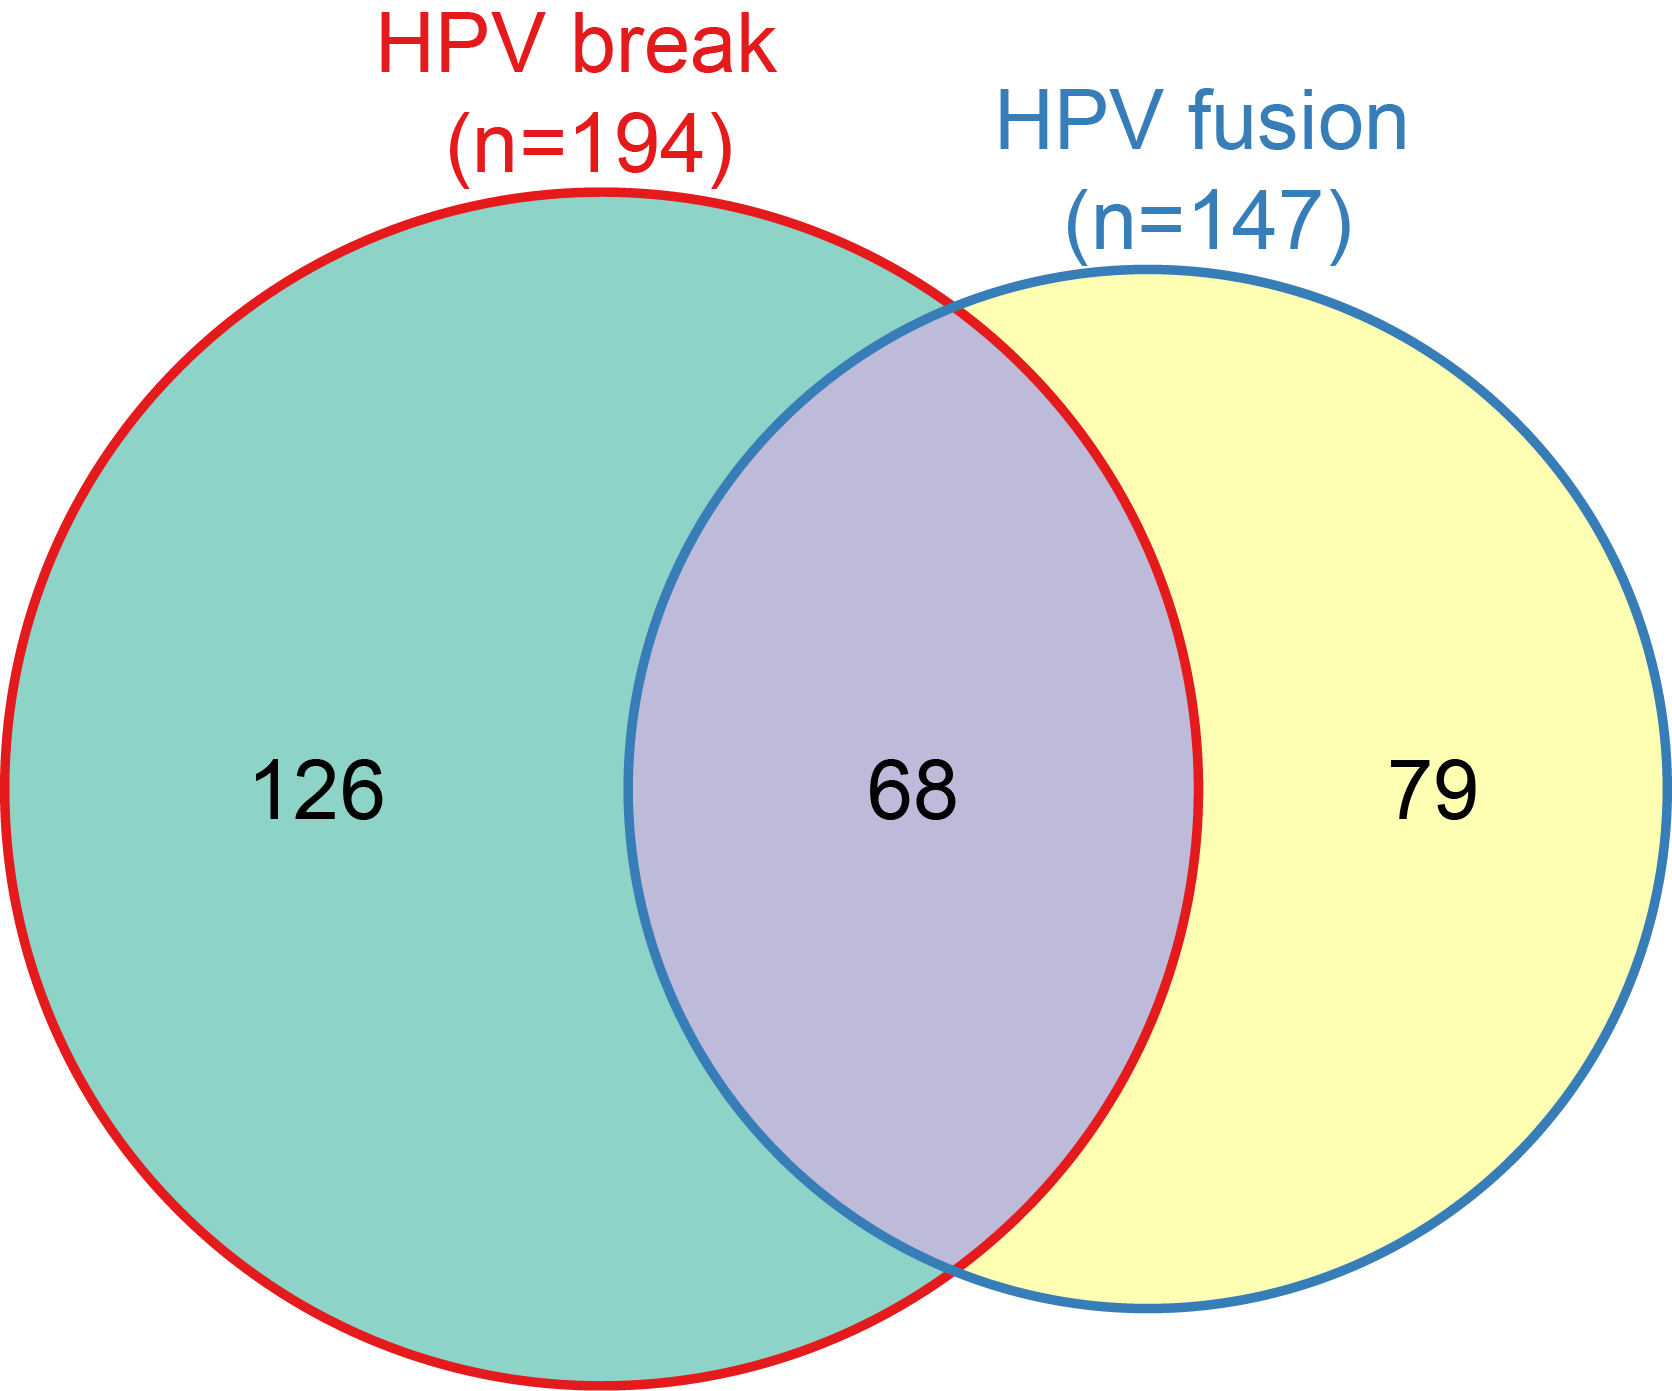 HPV break
(n=194)
HPV fusion
(n=147)
126
68
79